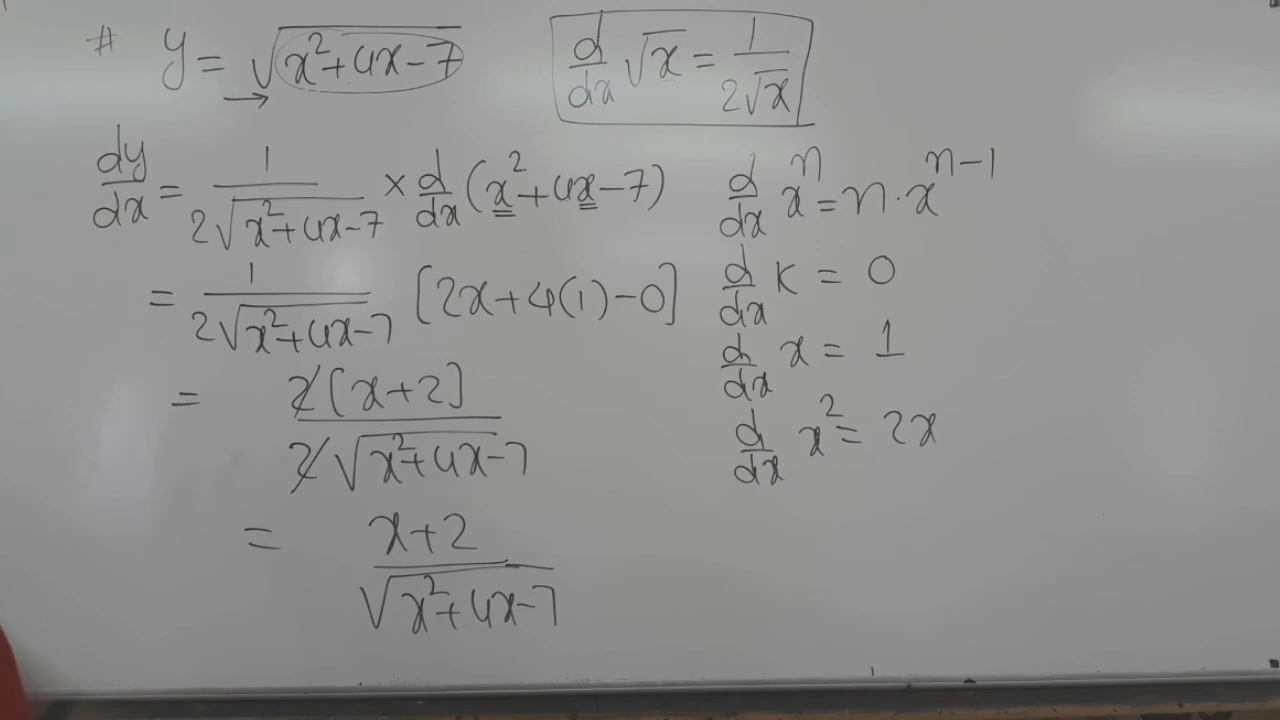 # y = √(x²+4x-7)
d/dx √x = 1/(2√x)
dy/dx = 1/(2√(x²+4x-7)) × d/dx (x²+4x-7)
= 1/(2√(x²+4x-7)) [2x+4(1)-0]
= 2[x+2]/(2√(x²+4x-7))
= (x+2)/√(x²+4x-7)
d/dx xⁿ = n·xⁿ⁻¹
d/dx K = 0
d/dx x = 1
d/dx x² = 2x